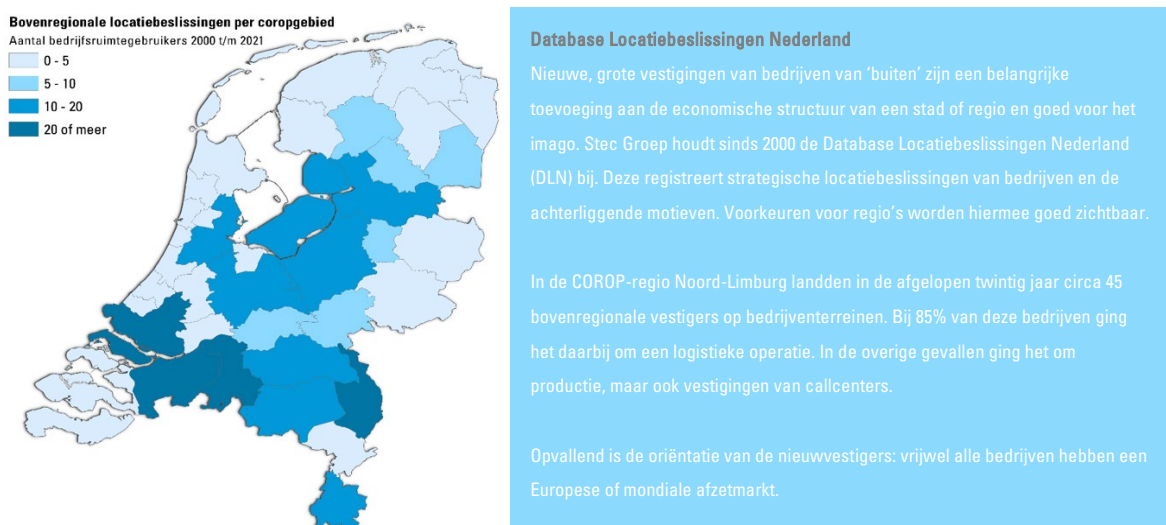 Bovenregionale locatiebeslissingen per coropgebied
Aantal bedrijfsruimtegebruikers 2000 t/m 2021
0 - 5
5 - 10
10 - 20
20 of meer
Database Locatiebeslissingen Nederland
Nieuwe, grote vestigingen van bedrijven van ‘buiten’ zijn een belangrijke
toevoeging aan de economische structuur van een stad of regio en goed voor het
imago. Stec Groep houdt sinds 2000 de Database Locatiebeslissingen Nederland
(DLN) bij. Deze registreert strategische locatiebeslissingen van bedrijven en de
achterliggende motieven. Voorkeuren voor regio’s worden hiermee goed zichtbaar.
In de COROP-regio Noord-Limburg landden in de afgelopen twintig jaar circa 45
bovenregionale vestigers op bedrijventerreinen. Bij 85% van deze bedrijven ging
het daarbij om een logistieke operatie. In de overige gevallen ging het om
productie, maar ook vestigingen van callcenters.
Opvallend is de oriëntatie van de nieuwvestigers: vrijwel alle bedrijven hebben een
Europese of mondiale afzetmarkt.